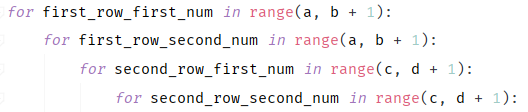 for first_row_first_num in range(a, b + 1):
for first_row_second_num in range(a, b + 1):
for second_row_first_num in range(c, d + 1):
for second_row_second_num in range(c, d + 1):